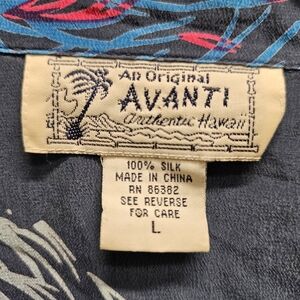 An Original
AVANTI
authentic Hawaii
100% SILK
MADE IN CHINA
RN 86382
SEE REVERSE
FOR CARE
L